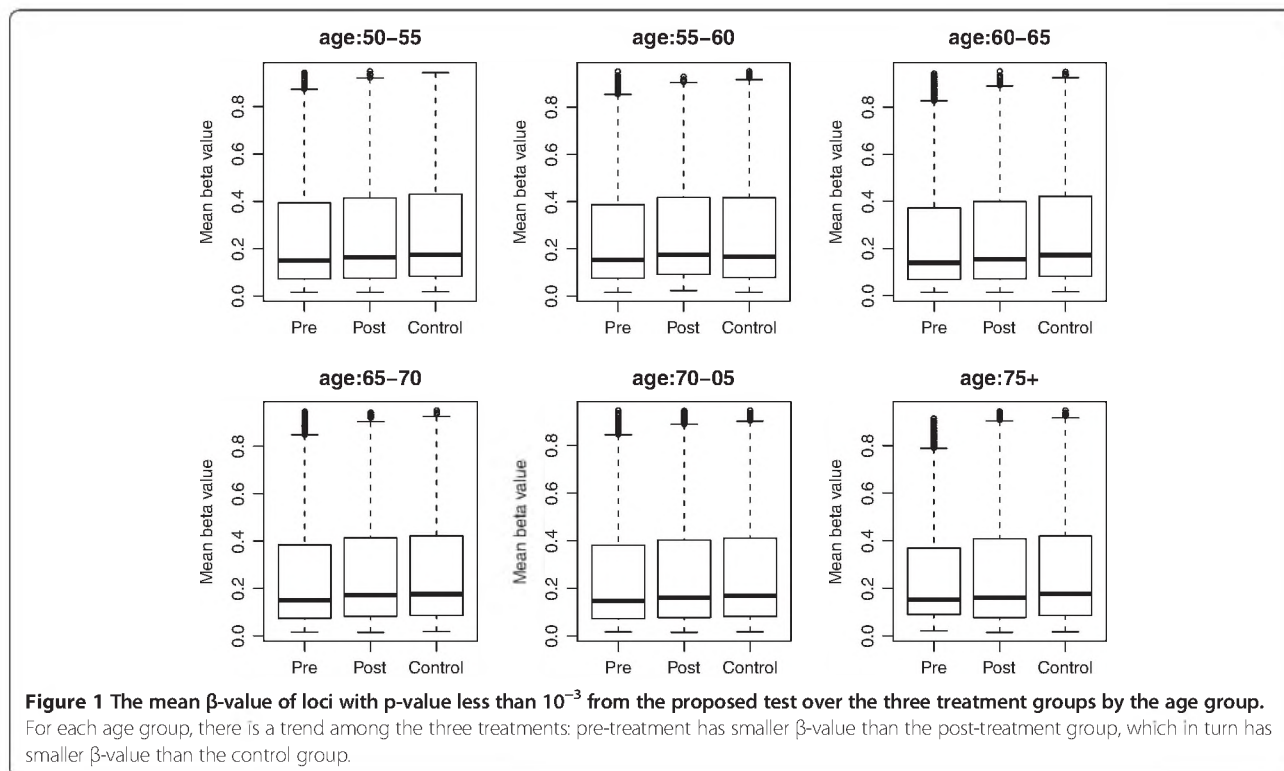 age:50−55
age:55−60
age:60−65
Mean beta value
0.0 0.2 0.4 0.6 0.8
Pre Post Control
Mean beta value
0.0 0.2 0.4 0.6 0.8
Pre Post Control
Mean beta value
0.0 0.2 0.4 0.6 0.8
Pre Post Control
age:65−70
age:70−05
age:75+
Mean beta value
0.0 0.2 0.4 0.6 0.8
Pre Post Control
Mean beta value
0.0 0.2 0.4 0.6 0.8
Pre Post Control
Mean beta value
0.0 0.2 0.4 0.6 0.8
Pre Post Control
Figure 1 The mean β-value of loci with p-value less than 10⁻³ from the proposed test over the three treatment groups by the age group.
For each age group, there is a trend among the three treatments: pre-treatment has smaller β-value than the post-treatment group, which in turn has
smaller β-value than the control group.